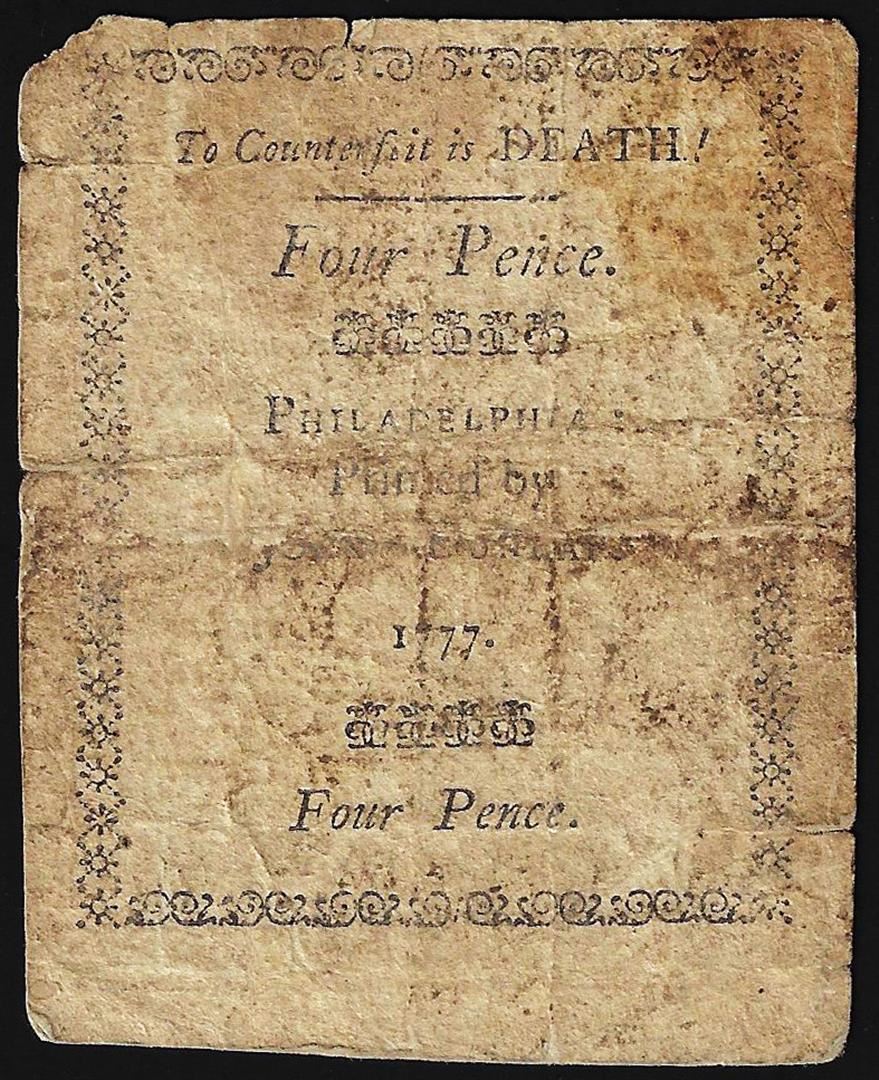 To Counterfeit is DEATH!
Four Pence.
PHILADELPHIA:
Printed by
1777.
Four Pence.